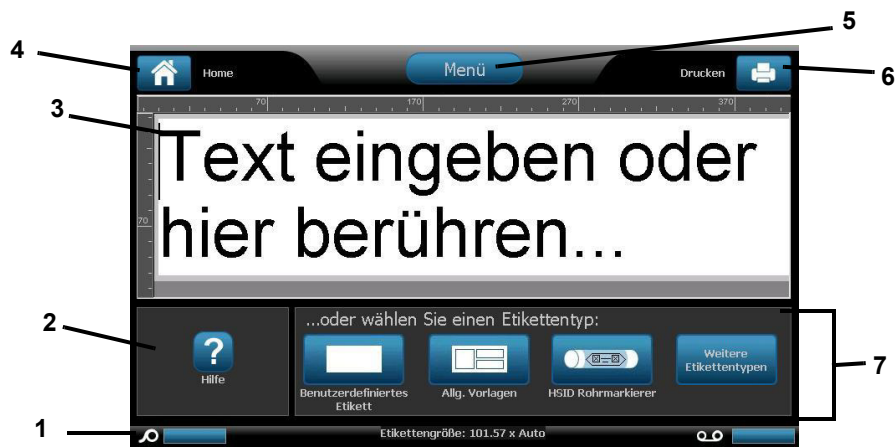 5
4
6
Home
Menü
Drucken
70
170
270
370
3
Text eingeben oder
hier berühren...
70
2
...oder wählen Sie einen Etikettentyp:
?
Hilfe
Benutzerdefiniertes
Etikett
Allg. Vorlagen
HSID Rohrmarkierer
Weitere
Etikettentypen
7
1
Etikettengröße: 101.57 x Auto